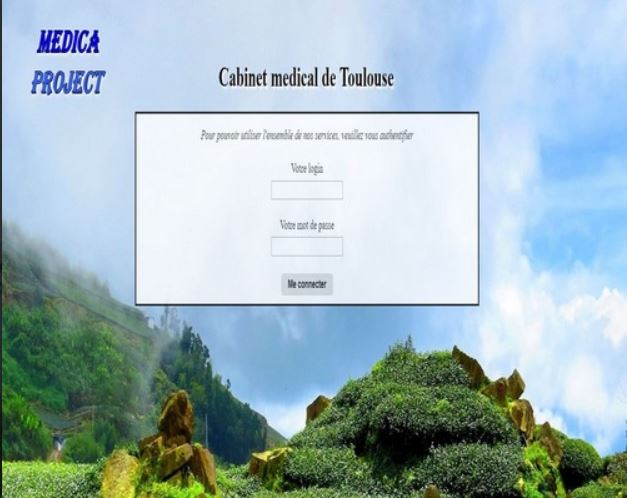 MEDICA
PROJECT
Cabinet medical de Toulouse
Pour pouvoir utiliser l'ensemble de nos services, veuillez vous authentifier
Votre login
Votre mot de passe
Me connecter